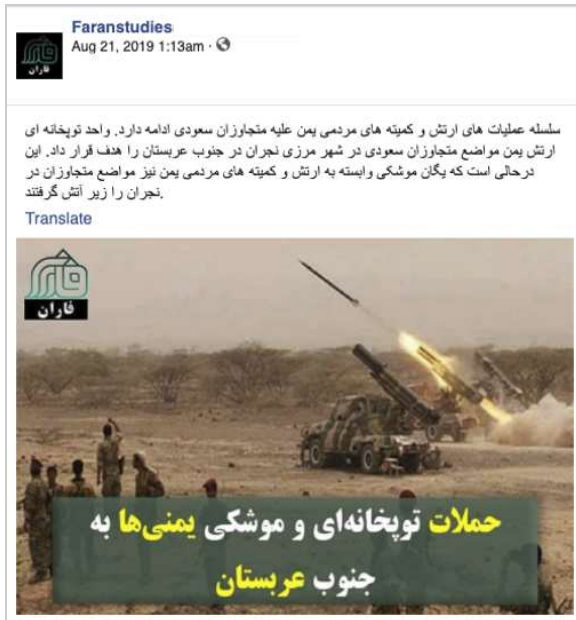 Faranstudies
Aug 21, 2019 1:13am ·
فاران
سلسله عملیات های ارتش و کمیته های مردمی یمن علیه متجاوزان سعودی ادامه دارد. واحد توپخانه ای
ارتش یمن مواضع متجاوزان سعودی در شهر مرزی نجران در جنوب عربستان را هدف قرار داد. این
درحالی است که یگان موشکی وابسته به ارتش و کمیته های مردمی یمن نیز مواضع متجاوزان در
نجران را زیر آتش گرفتند.
Translate
فاران
حملات توپخانه‌ای و موشکی یمنی‌ها به
جنوب عربستان